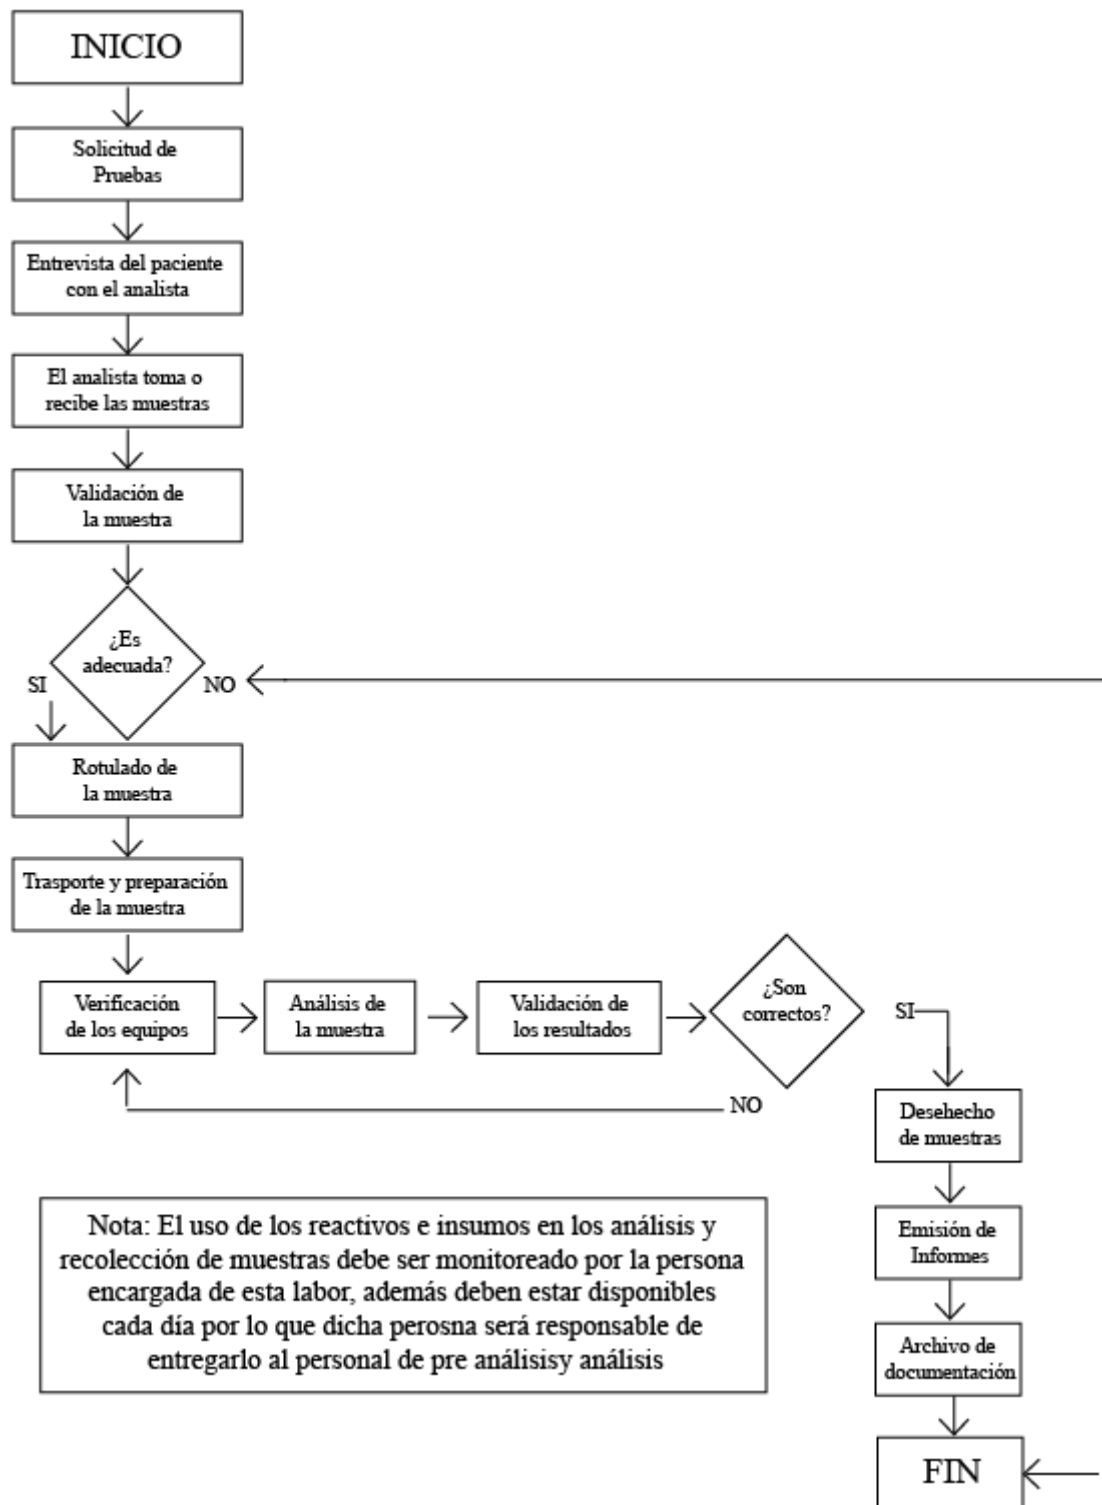 INICIO
Solicitud de
Pruebas
Entrevista del paciente
con el analista
El analista toma o
recibe las muestras
Validación de
la muestra
¿Es
adecuada?
SI
NO
Rotulado de
la muestra
Trasporte y preparación
de la muestra
Verificación
de los equipos
Análisis de
la muestra
Validación de
los resultados
¿Son
correctos?
SI
NO
Desehecho
de muestras
Emisión de
Informes
Archivo de
documentación
FIN
Nota: El uso de los reactivos e insumos en los análisis y
recolección de muestras debe ser monitoreado por la persona
encargada de esta labor, además deben estar disponibles
cada día por lo que dicha perosna será responsable de
entregarlo al personal de pre análisisy análisis